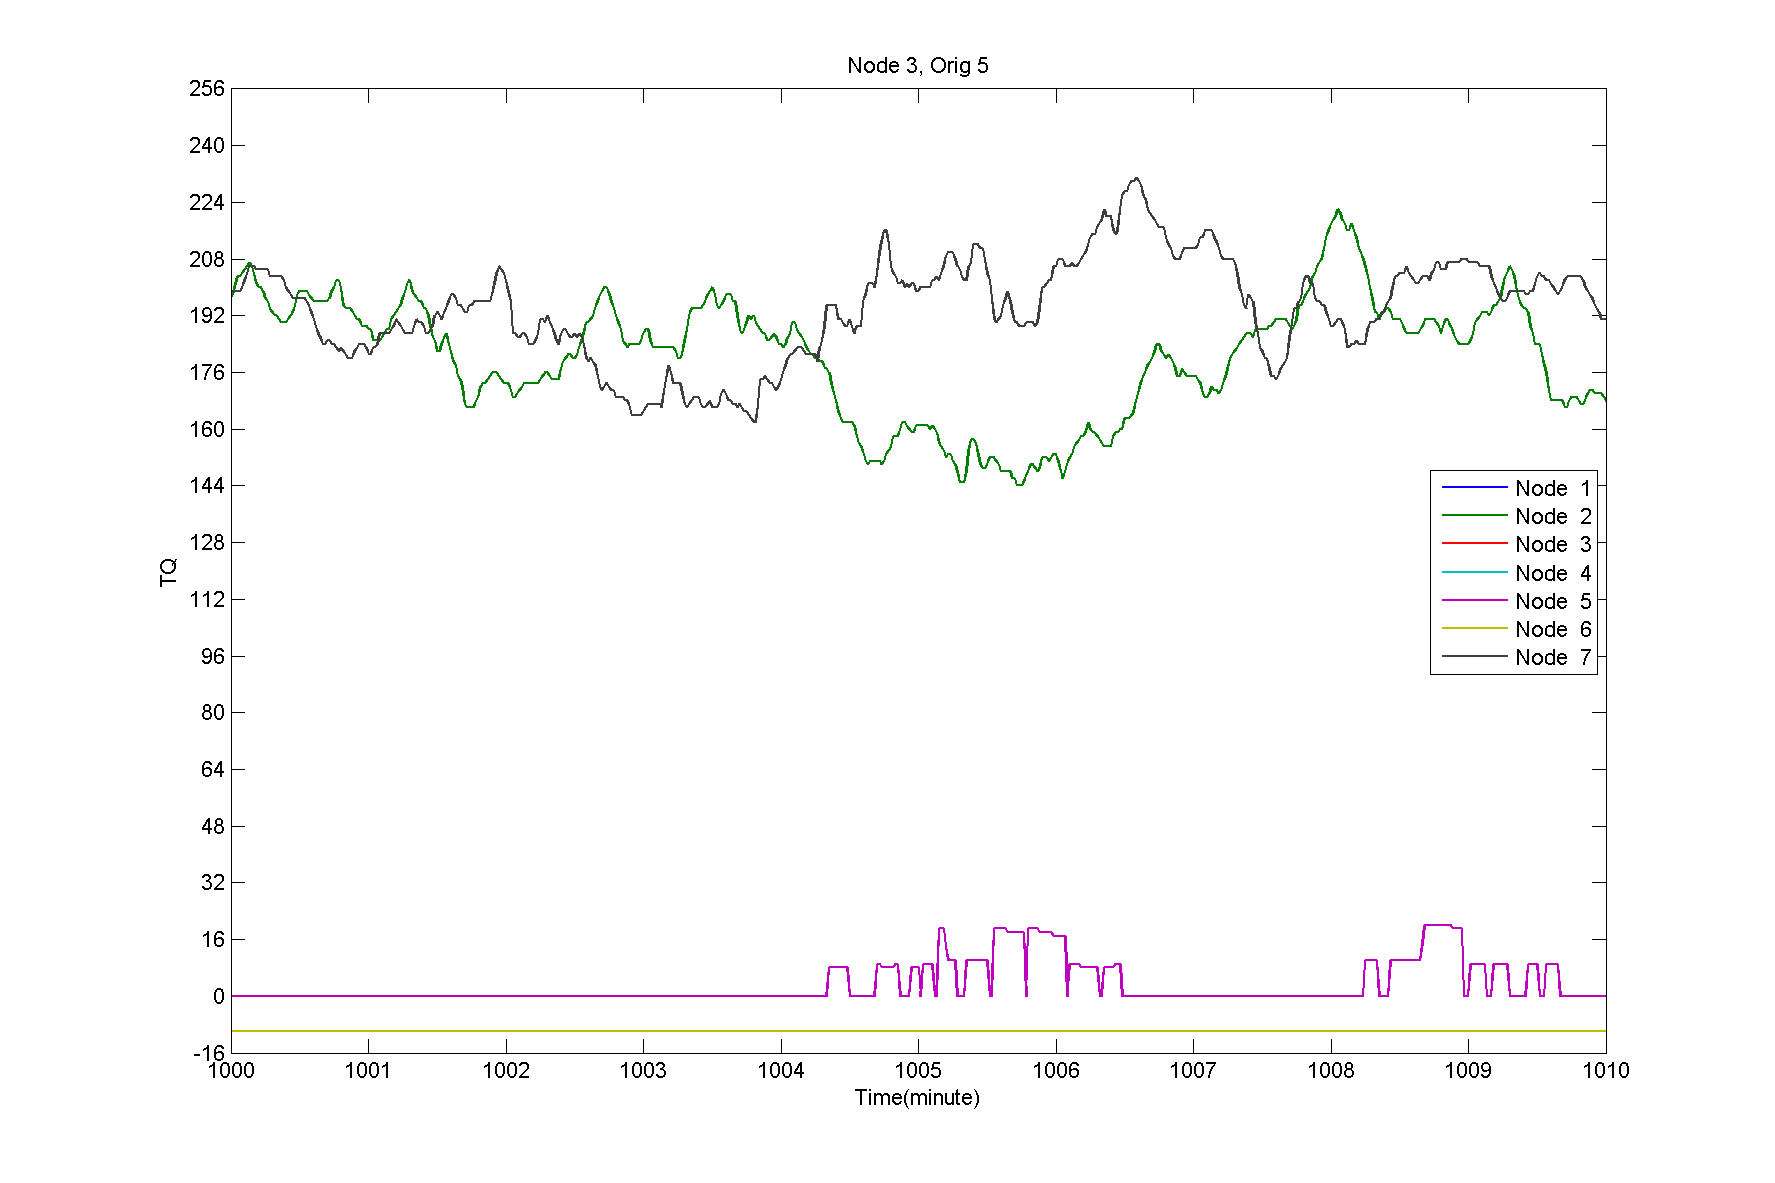 Node 3, Orig 5
256
240
224
208
192
176
160
144
128
112
96
80
64
48
32
16
0
-16
TQ
Node 1
Node 2
Node 3
Node 4
Node 5
Node 6
Node 7
1000 1001 1002 1003 1004 1005 1006 1007 1008 1009 1010
Time(minute)